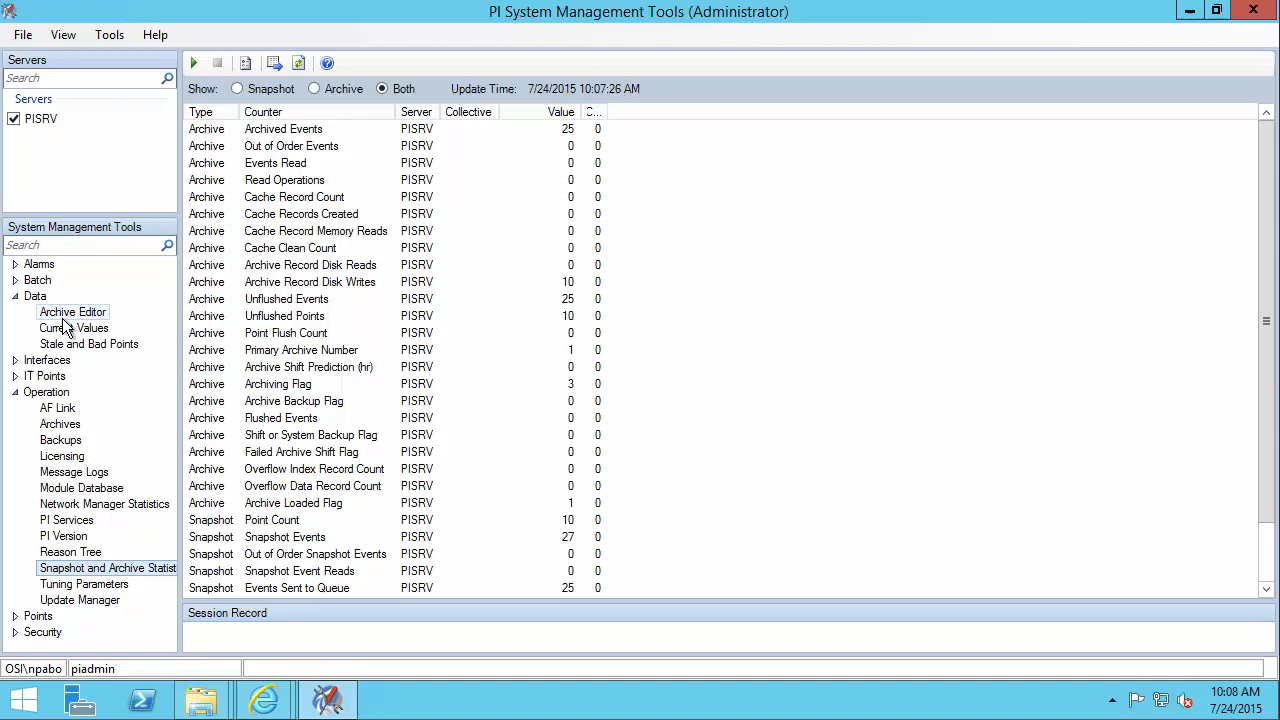 PI System Management Tools (Administrator)
File View Tools Help
Servers
Search
Servers
PISRV
System Management Tools
Search
Alarms
Batch
Data
Archive Editor
Current Values
Stale and Bad Points
Interfaces
IT Points
Operation
AF Link
Archives
Backups
Licensing
Message Logs
Module Database
Network Manager Statistics
PI Services
PI Version
Reason Tree
Snapshot and Archive Statist
Tuning Parameters
Update Manager
Points
Security
Show: Snapshot Archive Both Update Time: 7/24/2015 10:07:26 AM
Type Counter Server Collective Value C...
Archive Archived Events PISRV 25 0
Archive Out of Order Events PISRV 0 0
Archive Events Read PISRV 0 0
Archive Read Operations PISRV 0 0
Archive Cache Record Count PISRV 0 0
Archive Cache Records Created PISRV 0 0
Archive Cache Record Memory Reads PISRV 0 0
Archive Cache Clean Count PISRV 0 0
Archive Archive Record Disk Reads PISRV 0 0
Archive Archive Record Disk Writes PISRV 10 0
Archive Unflushed Events PISRV 25 0
Archive Unflushed Points PISRV 10 0
Archive Point Flush Count PISRV 0 0
Archive Primary Archive Number PISRV 1 0
Archive Archive Shift Prediction (hr) PISRV 0 0
Archive Archiving Flag PISRV 3 0
Archive Archive Backup Flag PISRV 0 0
Archive Flushed Events PISRV 0 0
Archive Shift or System Backup Flag PISRV 0 0
Archive Failed Archive Shift Flag PISRV 0 0
Archive Overflow Index Record Count PISRV 0 0
Archive Overflow Data Record Count PISRV 0 0
Archive Archive Loaded Flag PISRV 1 0
Snapshot Point Count PISRV 10 0
Snapshot Snapshot Events PISRV 27 0
Snapshot Out of Order Snapshot Events PISRV 0 0
Snapshot Snapshot Event Reads PISRV 0 0
Snapshot Events Sent to Queue PISRV 25 0
Session Record
OSI\npabo piadmin
10:08 AM
7/24/2015